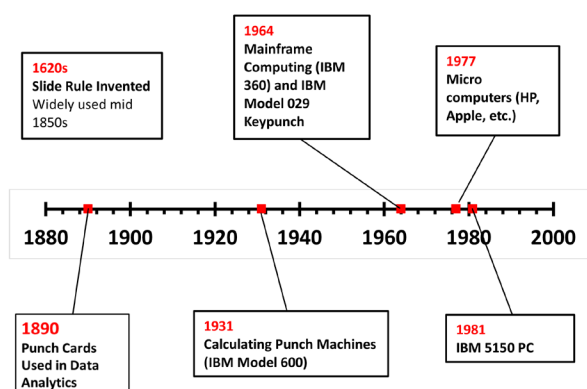 1620s
Slide Rule Invented
Widely used mid
1850s
1964
Mainframe
Computing (IBM
360) and IBM
Model 029
Keypunch
1977
Micro
computers (HP,
Apple, etc.)
1880 1900 1920 1940 1960 1980 2000
1890
Punch Cards
Used in Data
Analytics
1931
Calculating Punch Machines
(IBM Model 600)
1981
IBM 5150 PC